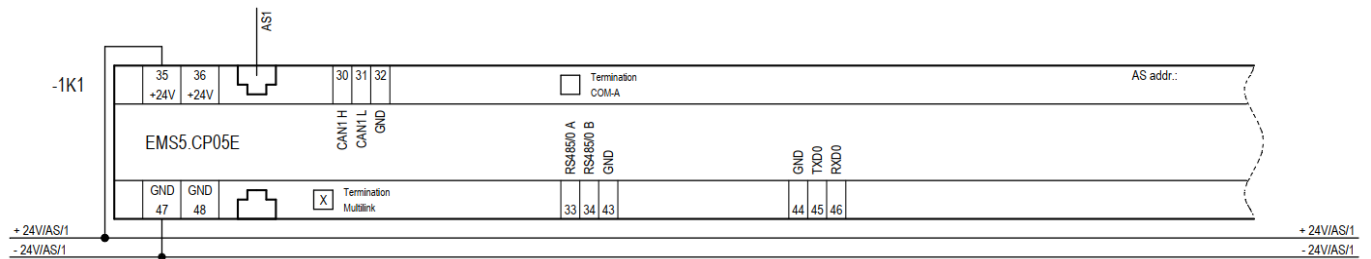 AS1
-1K1
35 36 30 31 32 Termination AS addr.:
+24V +24V COM-A
CAN1 H
CAN1 L
GND
EMS5.CP05E
RS485/0 A
RS485/0 B
GND
GND
TXD0
RXD0
GND GND X Termination
Multilink
47 48 33 34 43 44 45 46
+ 24V/AS/1 + 24V/AS/1
- 24V/AS/1 - 24V/AS/1